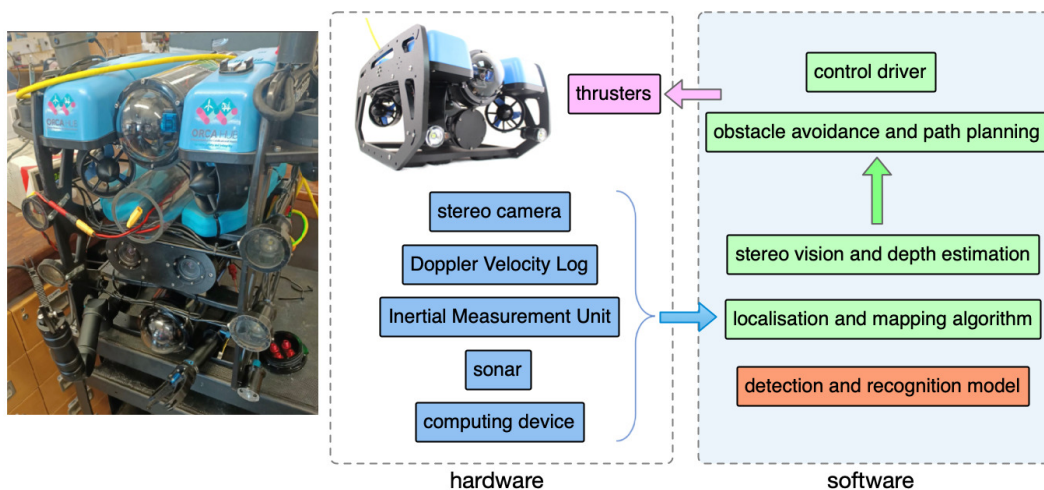 ORCA
thrusters
stereo camera
Doppler Velocity Log
Inertial Measurement Unit
sonar
computing device
hardware
control driver
obstacle avoidance and path planning
stereo vision and depth estimation
localisation and mapping algorithm
detection and recognition model
software